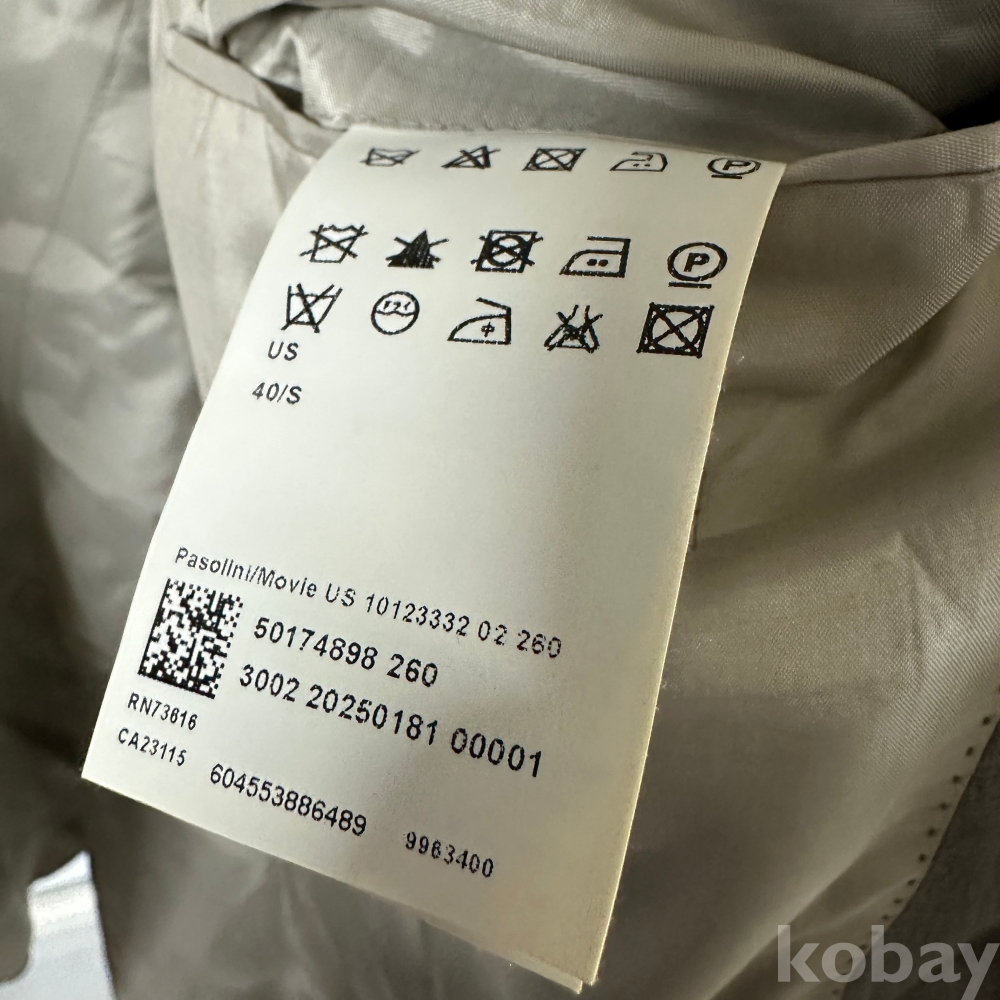 P
P
US
40/S
Pasolini/Movie US 10123332 02 260
50174898 260
3002 20250181 00001
RN73616
CA23115
604553886489 9963400
kobay